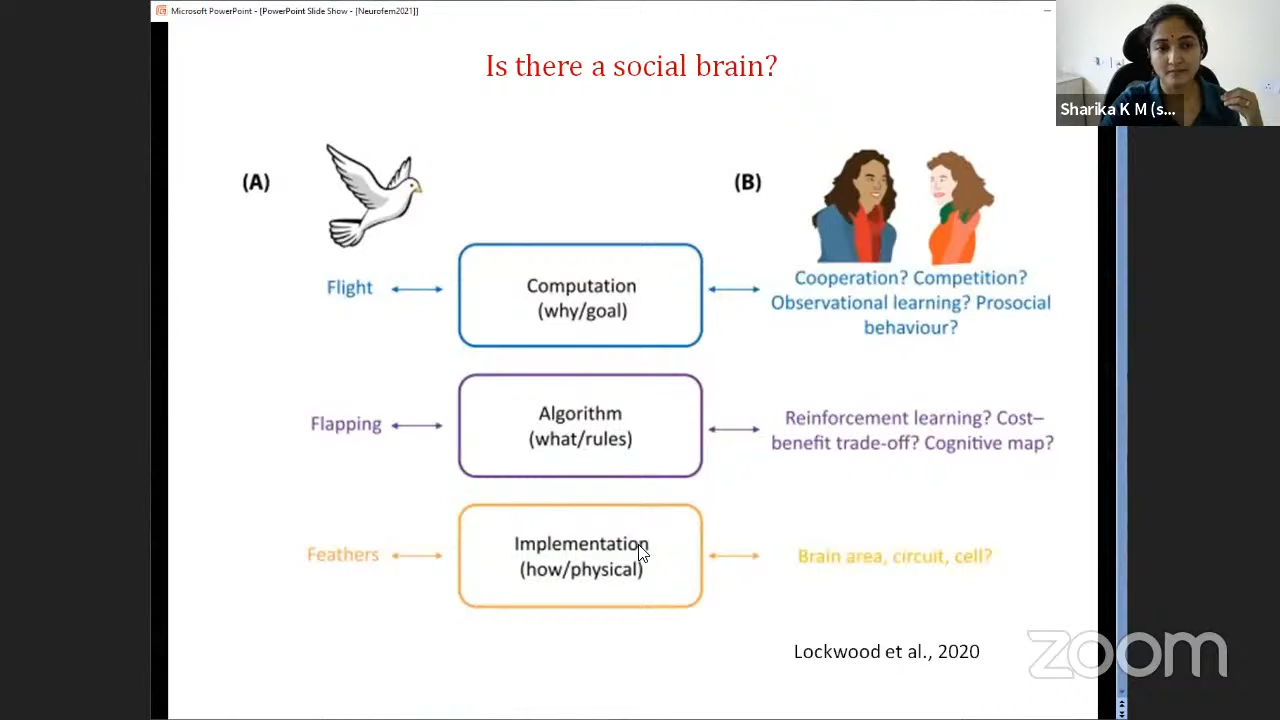 Microsoft PowerPoint - [PowerPoint Slide Show - [Neurofem2021]]
Is there a social brain?
Sharika K M (s...
(A)
(B)
Flight
Computation
(why/goal)
Cooperation? Competition?
Observational learning? Prosocial
behaviour?
Flapping
Algorithm
(what/rules)
Reinforcement learning? Cost–
benefit trade-off? Cognitive map?
Feathers
Implementation
(how/physical)
Brain area, circuit, cell?
Lockwood et al., 2020
zoom